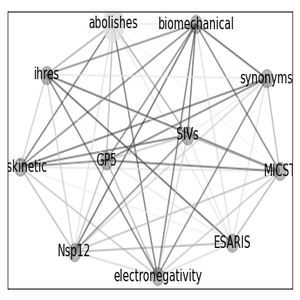 abolishes
biomechanical
ihres
synonyms
SIVs
GP5
skinetic
MiCST
Nsp12
ESARIS
electronegativity